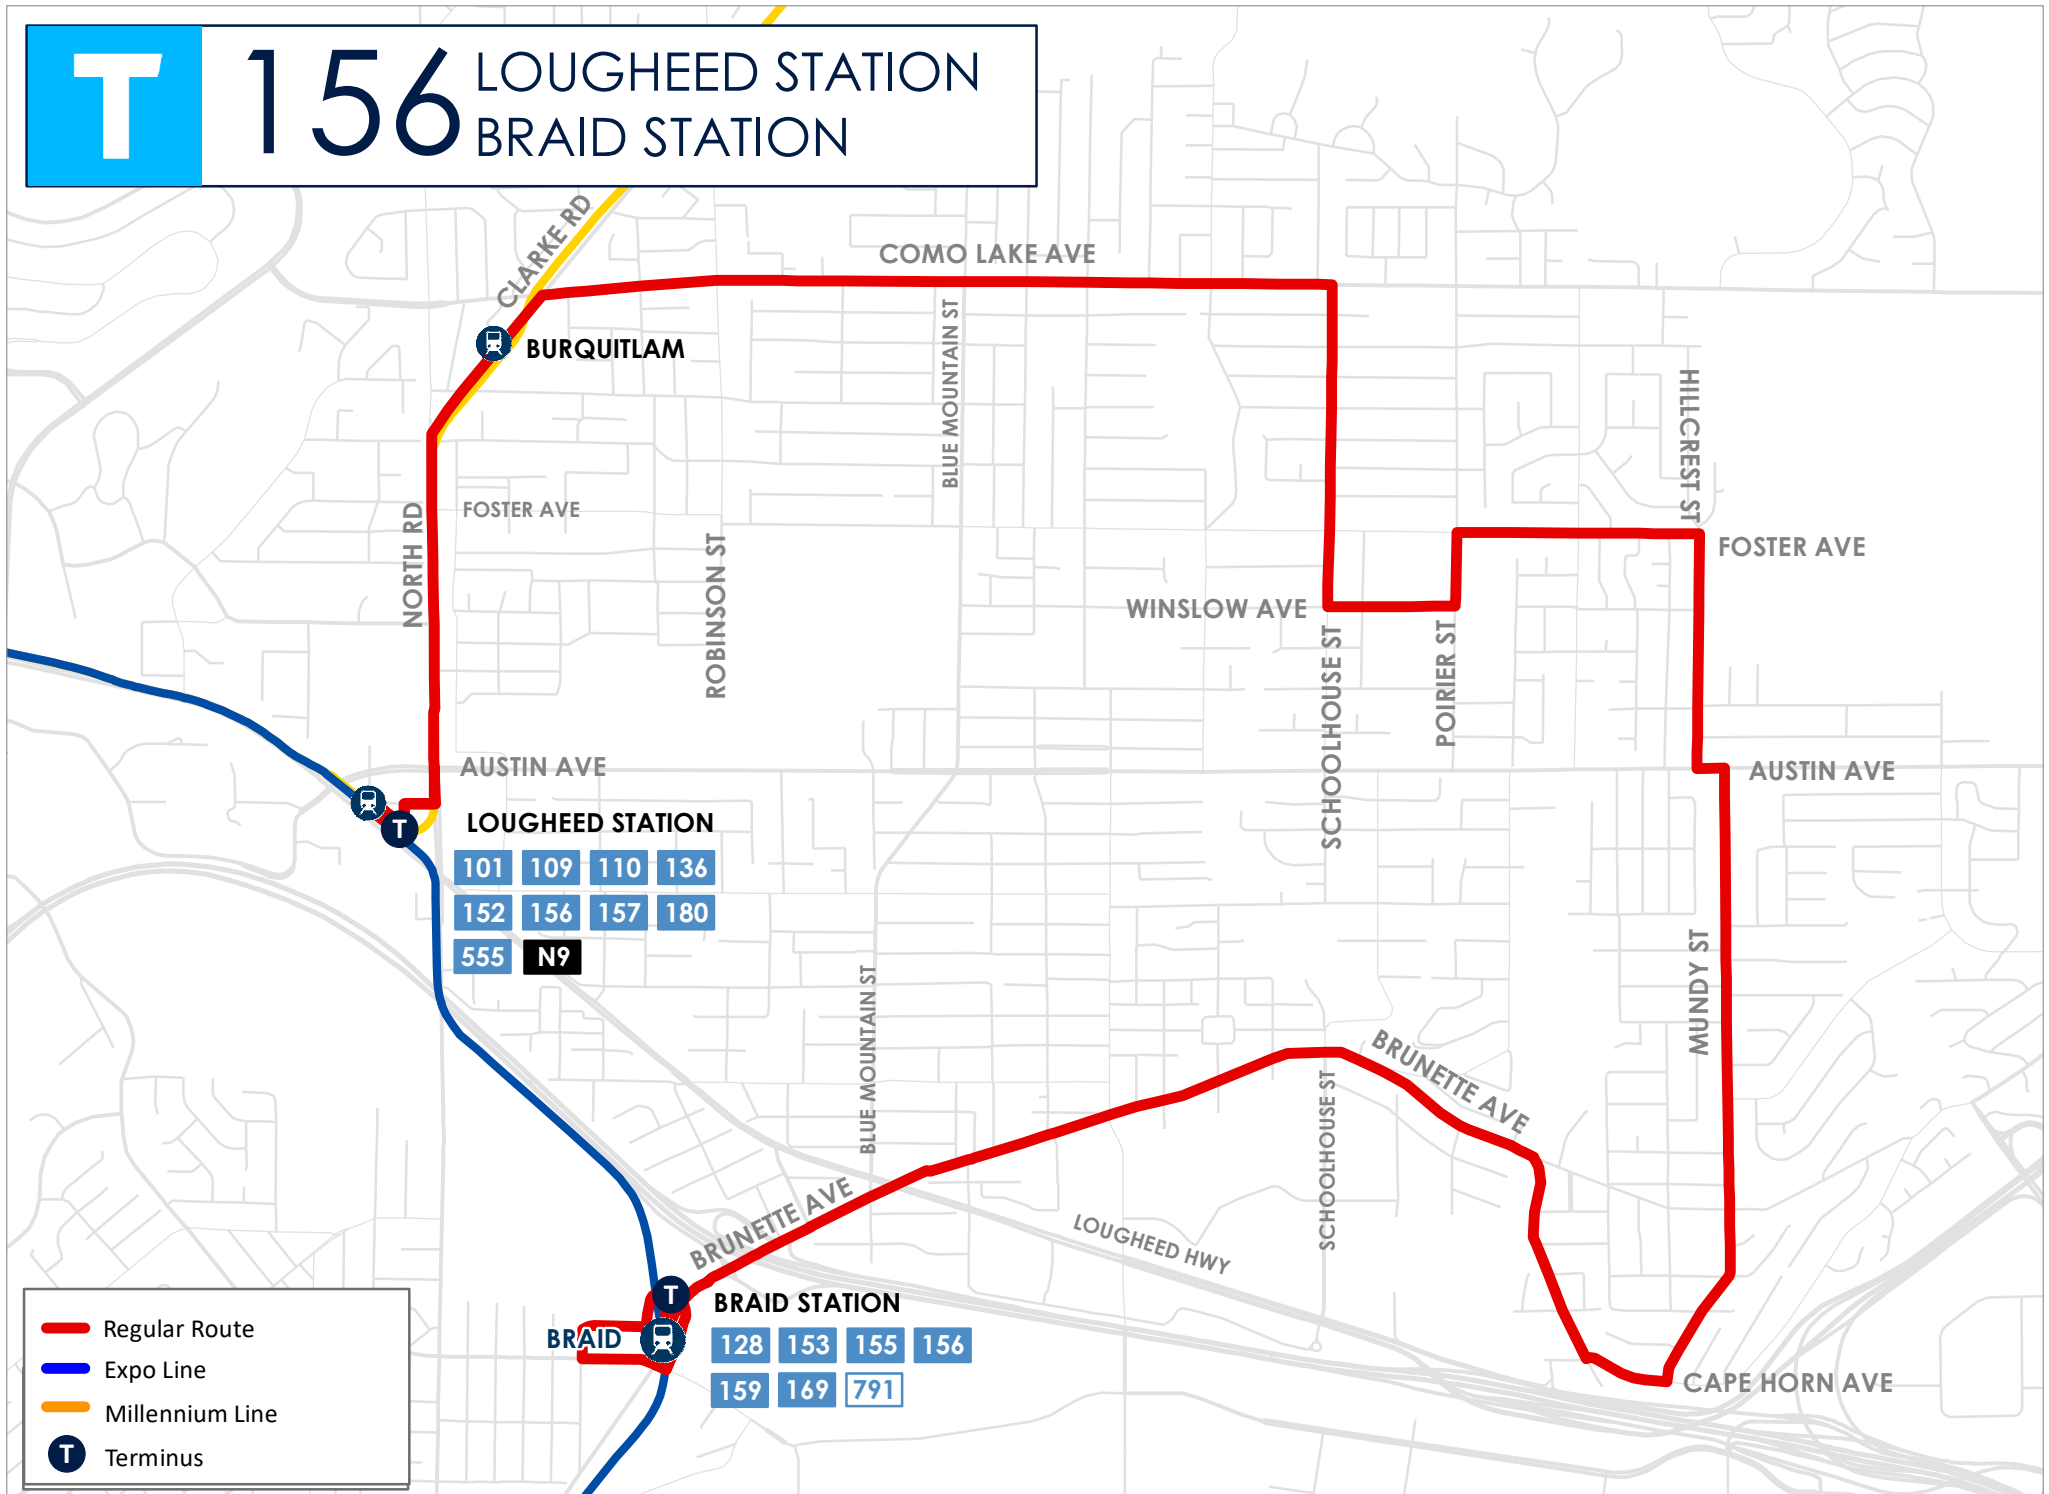 T
156
LOUGHEED STATION
BRAID STATION
CLARKE RD
COMO LAKE AVE
BURQUITLAM
BLUE MOUNTAIN ST
HILLCREST ST
NORTH RD
FOSTER AVE
ROBINSON ST
FOSTER AVE
WINSLOW AVE
SCHOOLHOUSE ST
POIRIER ST
AUSTIN AVE
AUSTIN AVE
T
LOUGHEED STATION
101 109 110 136
152 156 157 180
555 N9
BLUE MOUNTAIN ST
MUNDY ST
BRUNETTE AVE
SCHOOLHOUSE ST
BRUNETTE AVE
LOUGHEED HWY
T
BRAID STATION
BRAID
128 153 155 156
159 169 791
CAPE HORN AVE
Regular Route
Expo Line
Millennium Line
T Terminus